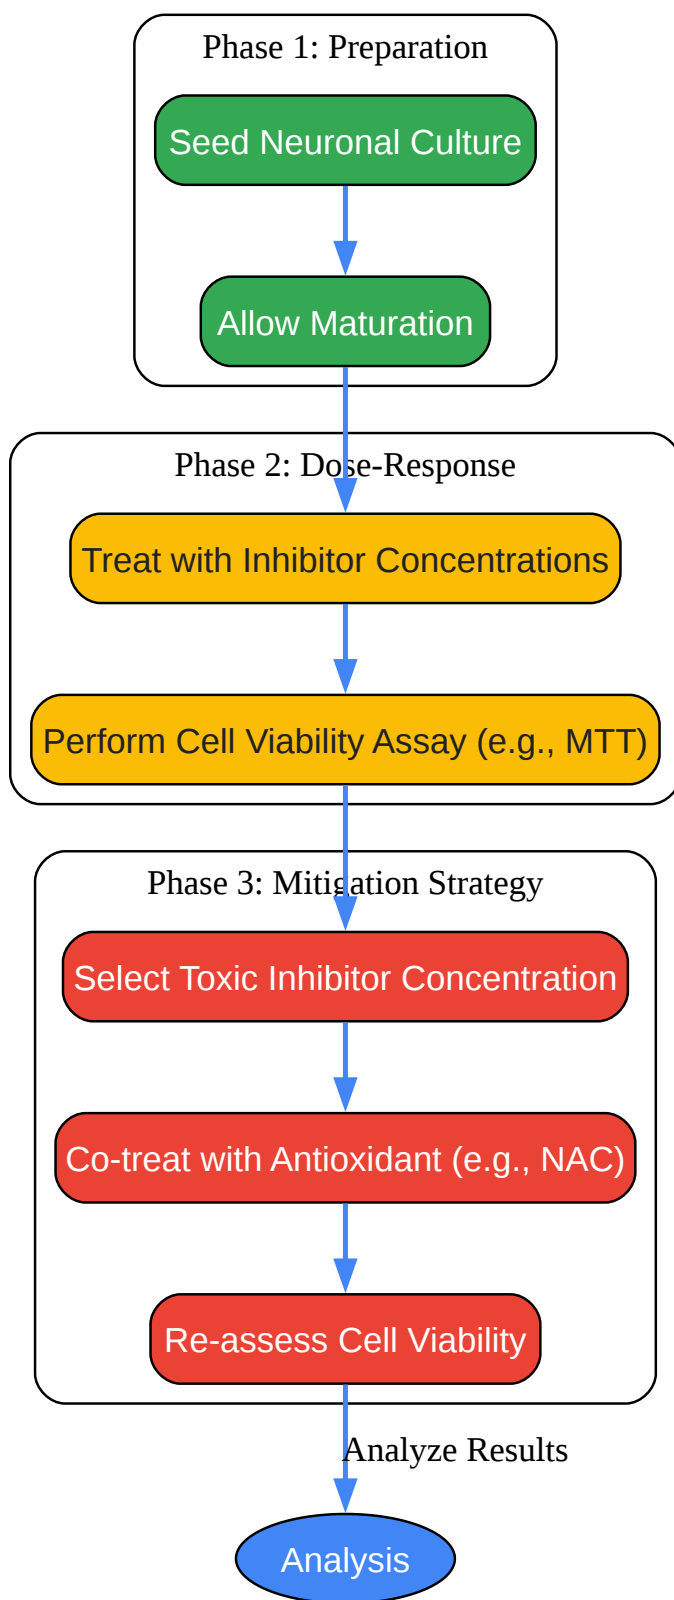 Phase 1: Preparation
Seed Neuronal Culture
Allow Maturation
Phase 2: Dose-Response
Treat with Inhibitor Concentrations
Perform Cell Viability Assay (e.g., MTT)
Phase 3: Mitigation Strategy
Select Toxic Inhibitor Concentration
Co-treat with Antioxidant (e.g., NAC)
Re-assess Cell Viability
Analyze Results
Analysis